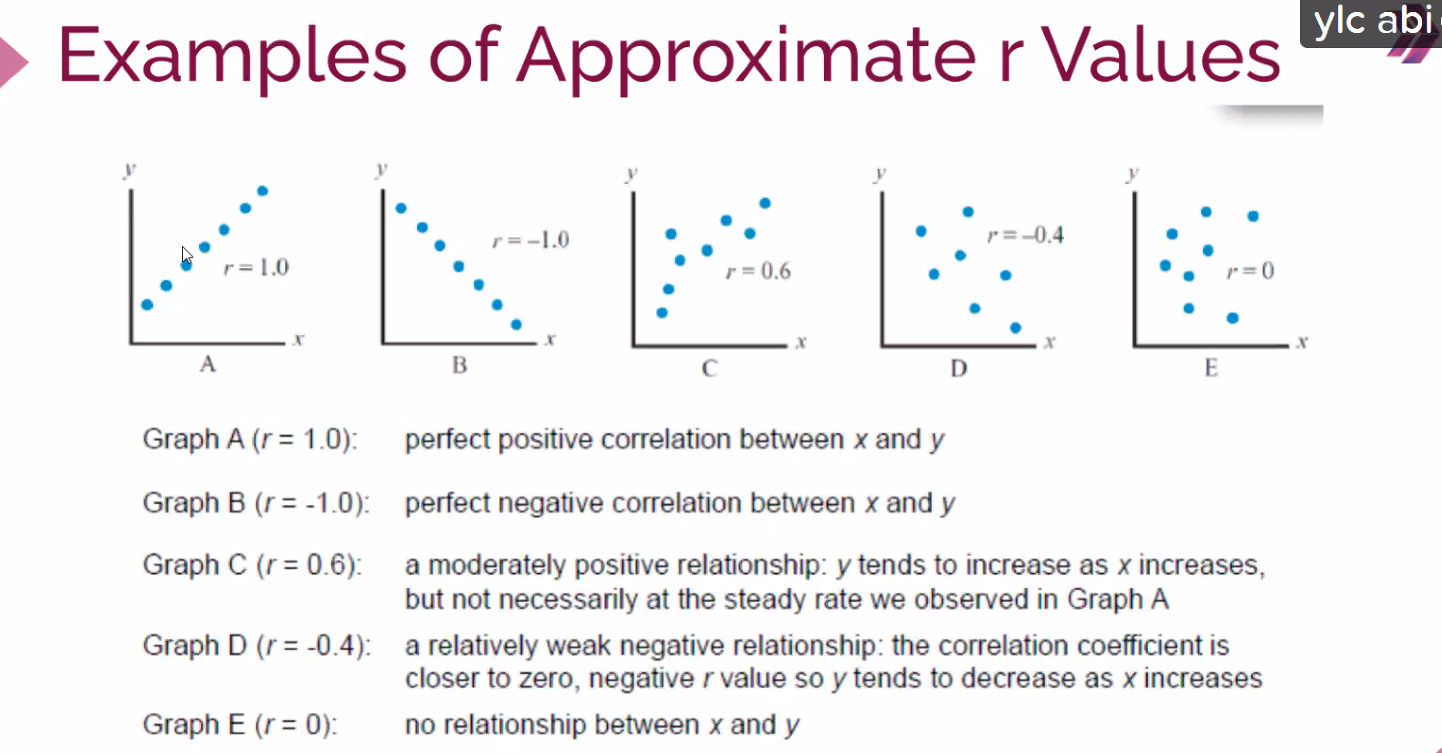 ylc abi
Examples of Approximate r Values
y
r = 1.0
x
A
y
r = −1.0
x
B
y
r = 0.6
x
C
y
r = −0.4
x
D
y
r = 0
x
E
Graph A (r = 1.0): perfect positive correlation between x and y
Graph B (r = -1.0): perfect negative correlation between x and y
Graph C (r = 0.6): a moderately positive relationship: y tends to increase as x increases,
but not necessarily at the steady rate we observed in Graph A
Graph D (r = -0.4): a relatively weak negative relationship: the correlation coefficient is
closer to zero, negative r value so y tends to decrease as x increases
Graph E (r = 0): no relationship between x and y